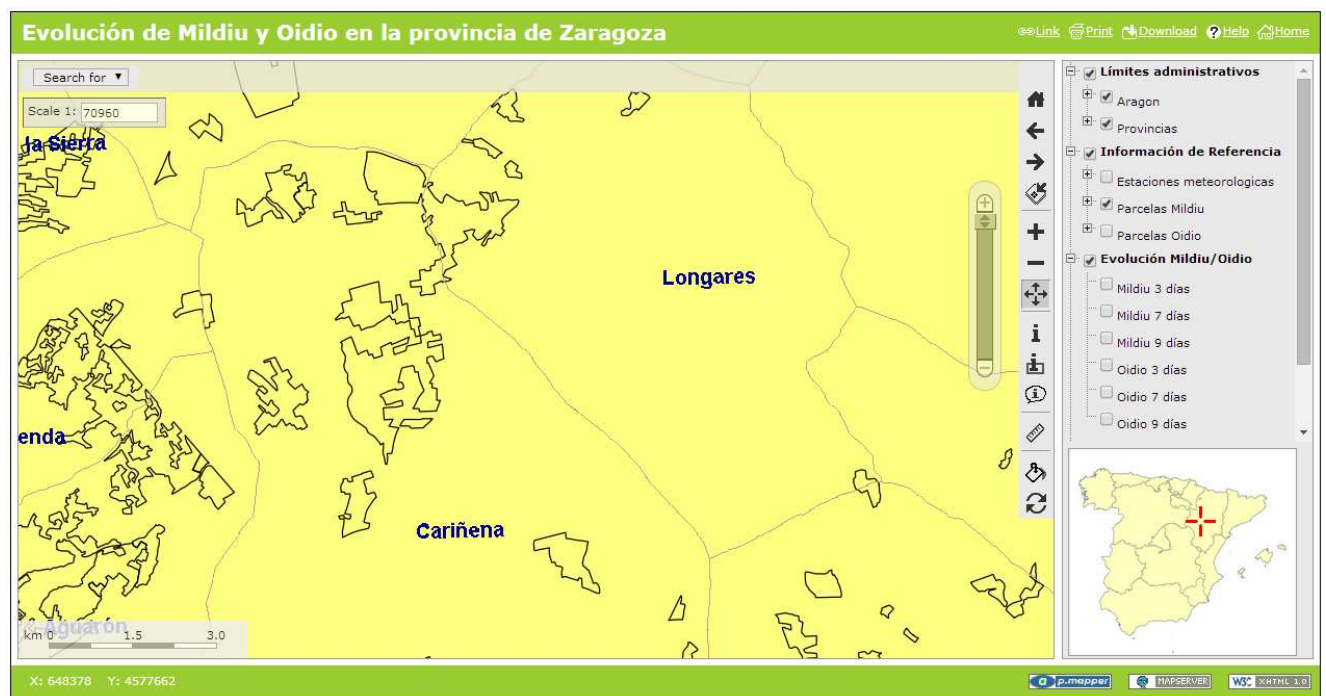 Evolución de Mildiu y Oidio en la provincia de Zaragoza
Link Print Download Help Home
Search for
Scale 1: 70960
la Sierra
Longares
enda
Cariñena
Aguarón
km 0 1.5 3.0
Límites administrativos
Aragon
Provincias
Información de Referencia
Estaciones meteorologicas
Parcelas Mildiu
Parcelas Oidio
Evolución Mildiu/Oidio
Mildiu 3 días
Mildiu 7 días
Mildiu 9 días
Oidio 3 días
Oidio 7 días
Oidio 9 días
X: 648378 Y: 4577662
p.mapper
MAPSERVER
W3C XHTML 1.0